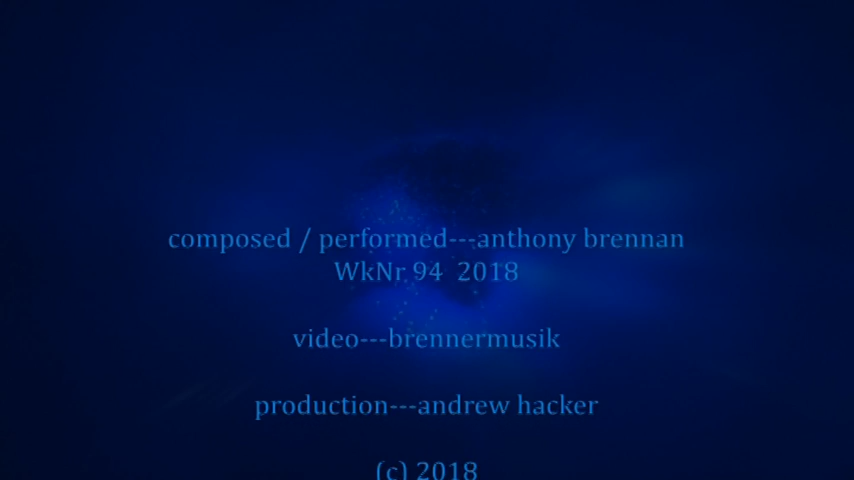 composed / performed---anthony brennan
WkNr 94 2018
video---brennermusik
production---andrew hacker
(c) 2018